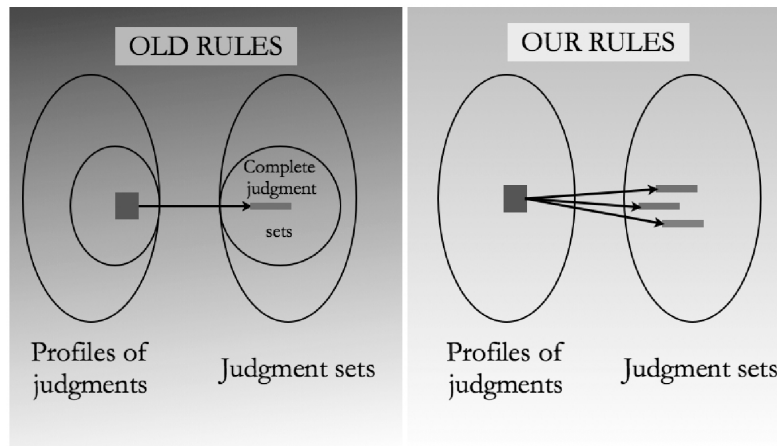 OLD RULES
Complete
judgment
sets
Profiles of
judgments
Judgment sets
OUR RULES
Profiles of
judgments
Judgment sets